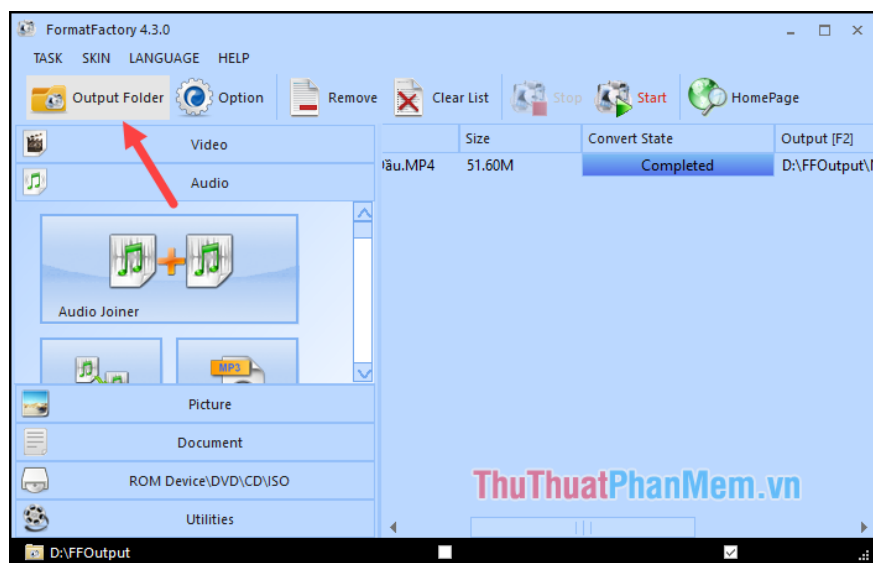 FormatFactory 4.3.0
TASK SKIN LANGUAGE HELP
Output Folder Option Remove Clear List Stop Start HomePage
Video
Audio
Audio Joiner
MP3
Picture
Document
ROM Device\DVD\CD\ISO
Utilities
Size Convert State Output [F2]
Dầu.MP4 51.60M Completed D:\FFOutput\
ThuThuatPhanMem.vn
D:\FFOutput